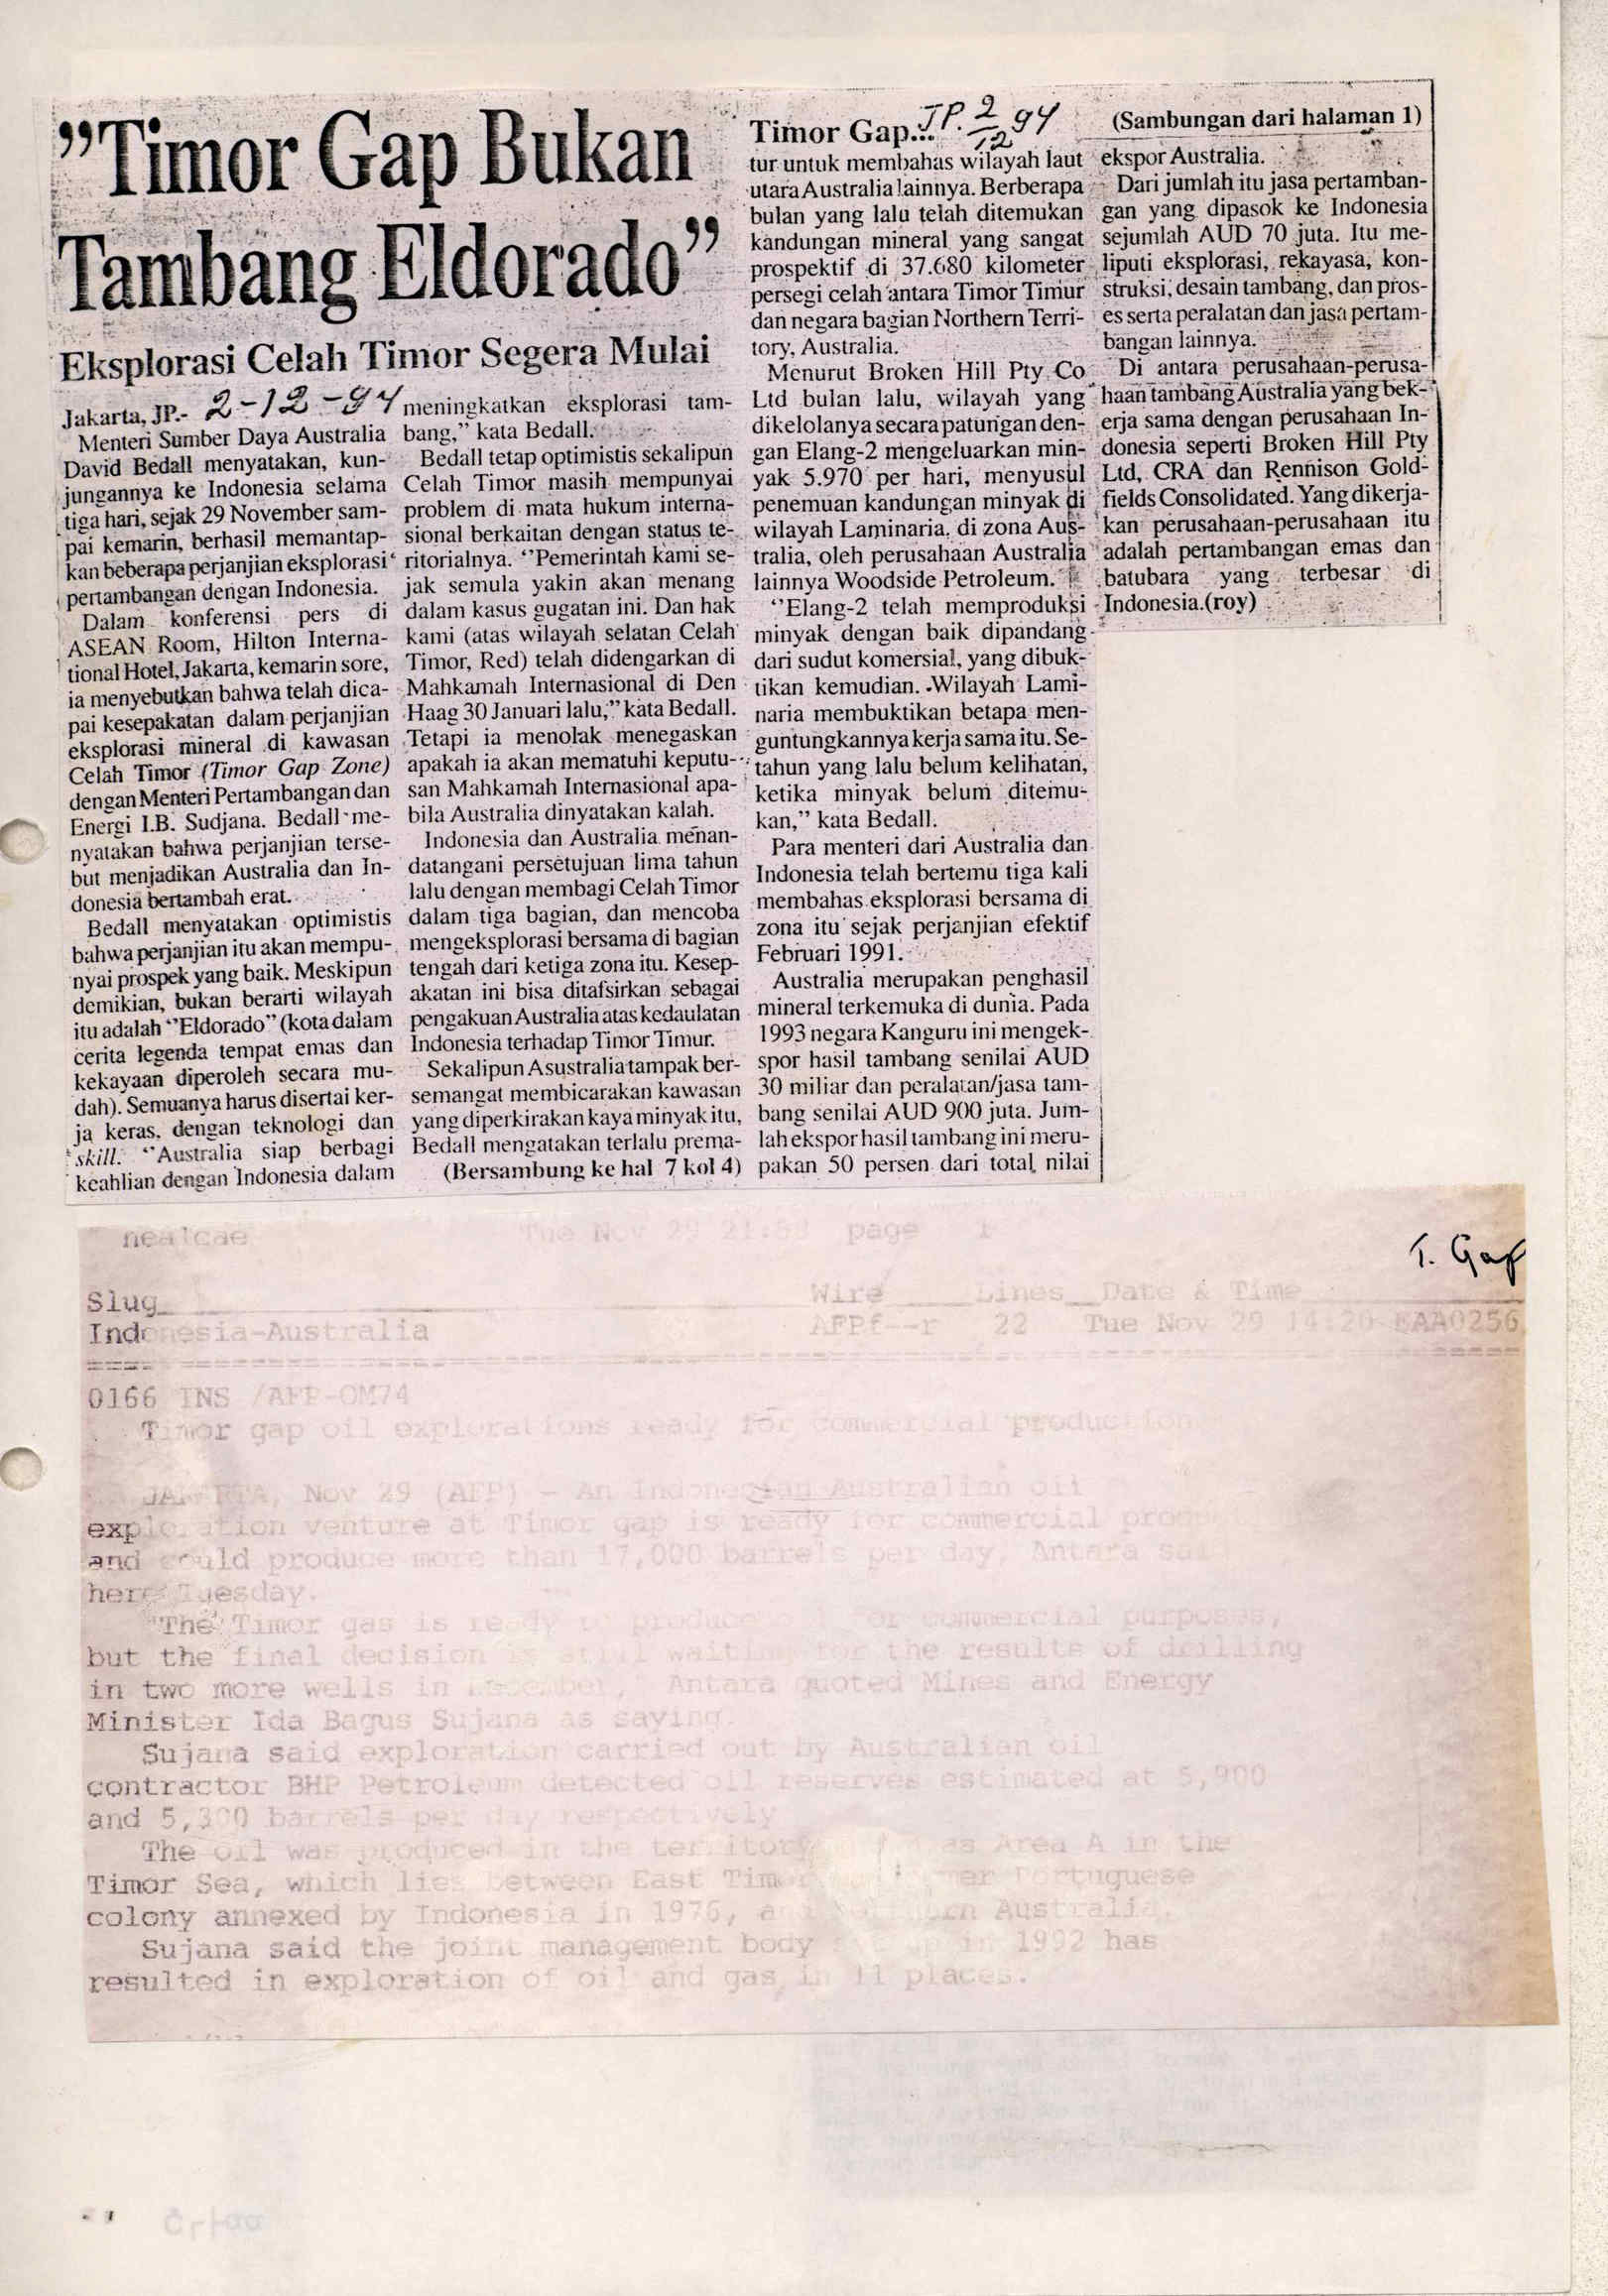 ”Timor Gap Bukan
Tambang Eldorado”
Eksplorasi Celah Timor Segera Mulai
Jakarta, JP.- 2-12-94
Menteri Sumber Daya Australia
David Bedall menyatakan, kun-
jungannya ke Indonesia selama
tiga hari, sejak 29 November sam-
pai kemarin, berhasil memantap-
kan beberapa perjanjian eksplorasi
pertambangan dengan Indonesia.
Dalam konferensi pers di
ASEAN Room, Hilton Interna-
tional Hotel, Jakarta, kemarin sore,
ia menyebutkan bahwa telah dica-
pai kesepakatan dalam perjanjian
eksplorasi mineral di kawasan
Celah Timor (Timor Gap Zone)
dengan Menteri Pertambangan dan
Energi I.B. Sudjana. Bedall me-
nyatakan bahwa perjanjian terse-
but menjadikan Australia dan In-
donesia bertambah erat.
Bedall menyatakan optimistis
bahwa perjanjian itu akan mempu-
nyai prospek yang baik. Meskipun
demikian, bukan berarti wilayah
itu adalah ‘’Eldorado’’ (kota dalam
cerita legenda tempat emas dan
kekayaan diperoleh secara mu-
dah). Semuanya harus disertai ker-
ja keras, dengan teknologi dan
skill. ‘’Australia siap berbagi
keahlian dengan Indonesia dalam
meningkatkan eksplorasi tam-
bang,’’ kata Bedall.
Bedall tetap optimistis sekalipun
Celah Timor masih mempunyai
problem di mata hukum interna-
sional berkaitan dengan status te-
ritorialnya. ‘’Pemerintah kami se-
jak semula yakin akan menang
dalam kasus gugatan ini. Dan hak
kami (atas wilayah selatan Celah
Timor, Red) telah didengarkan di
Mahkamah Internasional di Den
Haag 30 Januari lalu,’’ kata Bedall.
Tetapi ia menolak menegaskan
apakah ia akan mematuhi keputu-
san Mahkamah Internasional apa-
bila Australia dinyatakan kalah.
Indonesia dan Australia menan-
datangani persetujuan lima tahun
lalu dengan membagi Celah Timor
dalam tiga bagian, dan mencoba
mengeksplorasi bersama di bagian
tengah dari ketiga zona itu. Kesep-
akatan ini bisa ditafsirkan sebagai
pengakuan Australia atas kedaulatan
Indonesia terhadap Timor Timur.
Sekalipun Asustralia tampak ber-
semangat membicarakan kawasan
yang diperkirakan kaya minyak itu,
Bedall mengatakan terlalu prema-
(Bersambung ke hal 7 kol 4)
Timor Gap... JP. 2/12 94
(Sambungan dari halaman 1)
tur untuk membahas wilayah laut
utara Australia lainnya. Berberapa
bulan yang lalu telah ditemukan
kandungan mineral yang sangat
prospektif di 37.680 kilometer
persegi celah antara Timor Timur
dan negara bagian Northern Terri-
tory, Australia.
Menurut Broken Hill Pty Co
Ltd bulan lalu, wilayah yang
dikelolanya secara patungan den-
gan Elang-2 mengeluarkan min-
yak 5.970 per hari, menyusul
penemuan kandungan minyak di
wilayah Laminaria, di zona Aus-
tralia, oleh perusahaan Australia
lainnya Woodside Petroleum.
‘’Elang-2 telah memproduksi
minyak dengan baik dipandang
dari sudut komersial, yang dibuk-
tikan kemudian. Wilayah Lami-
naria membuktikan betapa men-
guntungkannya kerja sama itu. Se-
tahun yang lalu belum kelihatan,
ketika minyak belum ditemu-
kan,’’ kata Bedall.
Para menteri dari Australia dan
Indonesia telah bertemu tiga kali
membahas eksplorasi bersama di
zona itu sejak perjanjian efektif
Februari 1991.
Australia merupakan penghasil
mineral terkemuka di dunia. Pada
1993 negara Kanguru ini mengek-
spor hasil tambang senilai AUD
30 miliar dan peralatan/jasa tam-
bang senilai AUD 900 juta. Jum-
lah ekspor hasil tambang ini meru-
pakan 50 persen dari total nilai
ekspor Australia.
Dari jumlah itu jasa pertamban-
gan yang dipasok ke Indonesia
sejumlah AUD 70 juta. Itu me-
liputi eksplorasi, rekayasa, kon-
struksi, desain tambang, dan pros-
es serta peralatan dan jasa pertam-
bangan lainnya.
Di antara perusahaan-perusa-
haan tambang Australia yang bek-
erja sama dengan perusahaan In-
donesia seperti Broken Hill Pty
Ltd, CRA dan Rennison Gold-
fields Consolidated. Yang dikerja-
kan perusahaan-perusahaan itu
adalah pertambangan emas dan
batubara yang terbesar di
Indonesia.(roy)
T. Gap
Tue Nov 29 page 1
Slug Wire Lines Date & Time
Indonesia-Australia AFPf--r 22 Tue Nov 29 14:20 EAA0256
0166 INS /AFP-OM74
Timor gap oil explorations ready for commercial production
JAKARTA, Nov 29 (AFP) - An Indonesian Australian oil
exploration venture at Timor gap is ready for commercial
and could produce more than 17,000 barrels per day, Antara said
here Tuesday.
"The Timor gas is ready to produce for commercial purposes,
but the final decision is still waiting for the results of drilling
in two more wells in December," Antara quoted Mines and Energy
Minister Ida Bagus Sujana as saying.
Sujana said exploration carried out by Australian oil
contractor BHP Petroleum detected oil reserves estimated at 5,900
and 5,300 barrels per day respectively
The oil was produced in the territory as Area A in the
Timor Sea, which lies between East Timor, Portuguese
colony annexed by Indonesia in 1976, and northern Australia.
Sujana said the joint management body set up in 1992 has
resulted in exploration of oil and gas in 11 places.